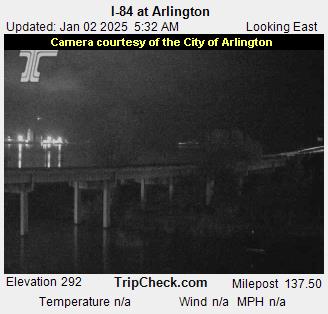 I-84 at Arlington
Updated: Jan 02 2025 5:32 AM Looking East
Camera courtesy of the City of Arlington
Elevation 292 TripCheck.com Milepost 137.50
Temperature n/a Wind n/a MPH n/a